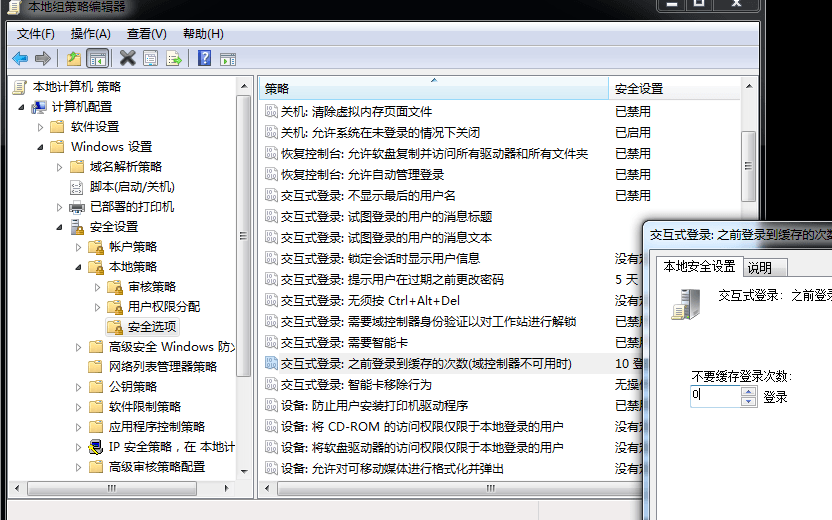 本地组策略编辑器
文件(F) 操作(A) 查看(V) 帮助(H)
本地计算机 策略
计算机配置
软件设置
Windows 设置
域名解析策略
脚本(启动/关机)
已部署的打印机
安全设置
帐户策略
本地策略
审核策略
用户权限分配
安全选项
高级安全 Windows 防
网络列表管理器策略
公钥策略
软件限制策略
应用程序控制策略
IP 安全策略，在 本地计
高级审核策略配置
策略 安全设置
关机: 清除虚拟内存页面文件 已禁用
关机: 允许系统在未登录的情况下关闭 已启用
恢复控制台: 允许软盘复制并访问所有驱动器和所有文件夹 已禁用
恢复控制台: 允许自动管理登录 已禁用
交互式登录: 不显示最后的用户名 已禁用
交互式登录: 试图登录的用户的消息标题
交互式登录: 试图登录的用户的消息文本
交互式登录: 锁定会话时显示用户信息 没有
交互式登录: 提示用户在过期之前更改密码 5 天
交互式登录: 无须按 Ctrl+Alt+Del 没有
交互式登录: 需要域控制器身份验证以对工作站进行解锁 已禁
交互式登录: 需要智能卡 已禁
交互式登录: 之前登录到缓存的次数(域控制器不可用时) 10 登
交互式登录: 智能卡移除行为 无操
设备: 防止用户安装打印机驱动程序 已禁
设备: 将 CD-ROM 的访问权限仅限于本地登录的用户 没有
设备: 将软盘驱动器的访问权限仅限于本地登录的用户 没有
设备: 允许对可移动媒体进行格式化并弹出 没有
交互式登录: 之前登录到缓存的次数
本地安全设置 说明
交互式登录: 之前登录
不要缓存登录次数:
0 登录